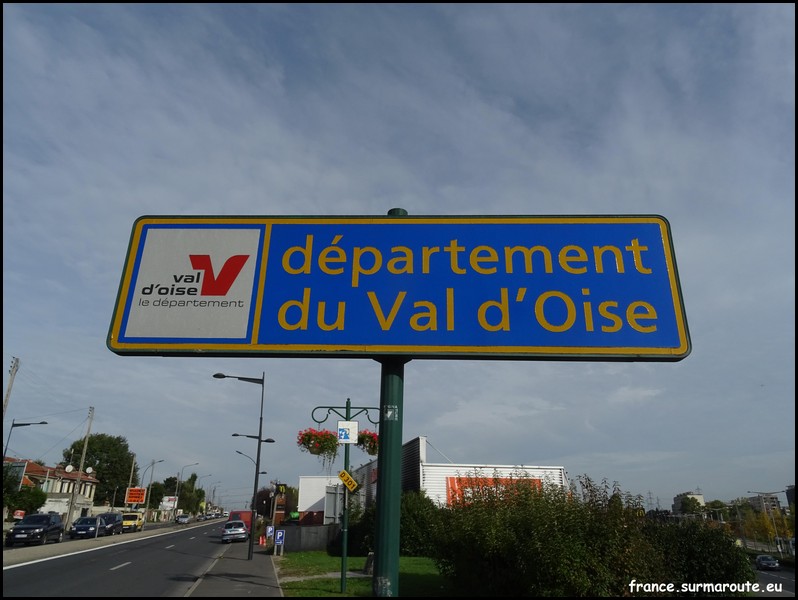 département
du Val d'Oise
val
d'oise
le département
france.surmaroute.eu